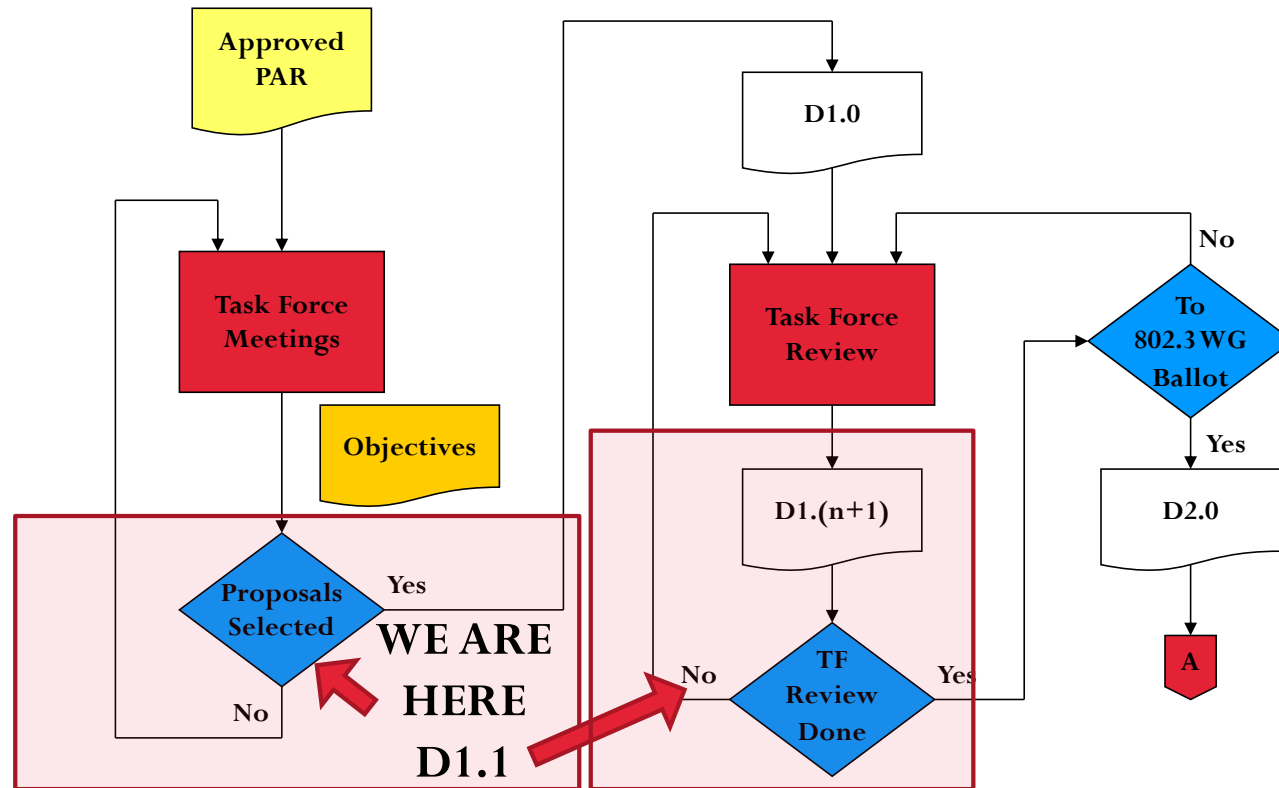 Approved
PAR
Task Force
Meetings
Objectives
Proposals
Selected
Yes
No
WE ARE
HERE
D1.1
D1.0
Task Force
Review
D1.(n+1)
TF
Review
Done
No
Yes
To
802.3 WG
Ballot
No
Yes
D2.0
A